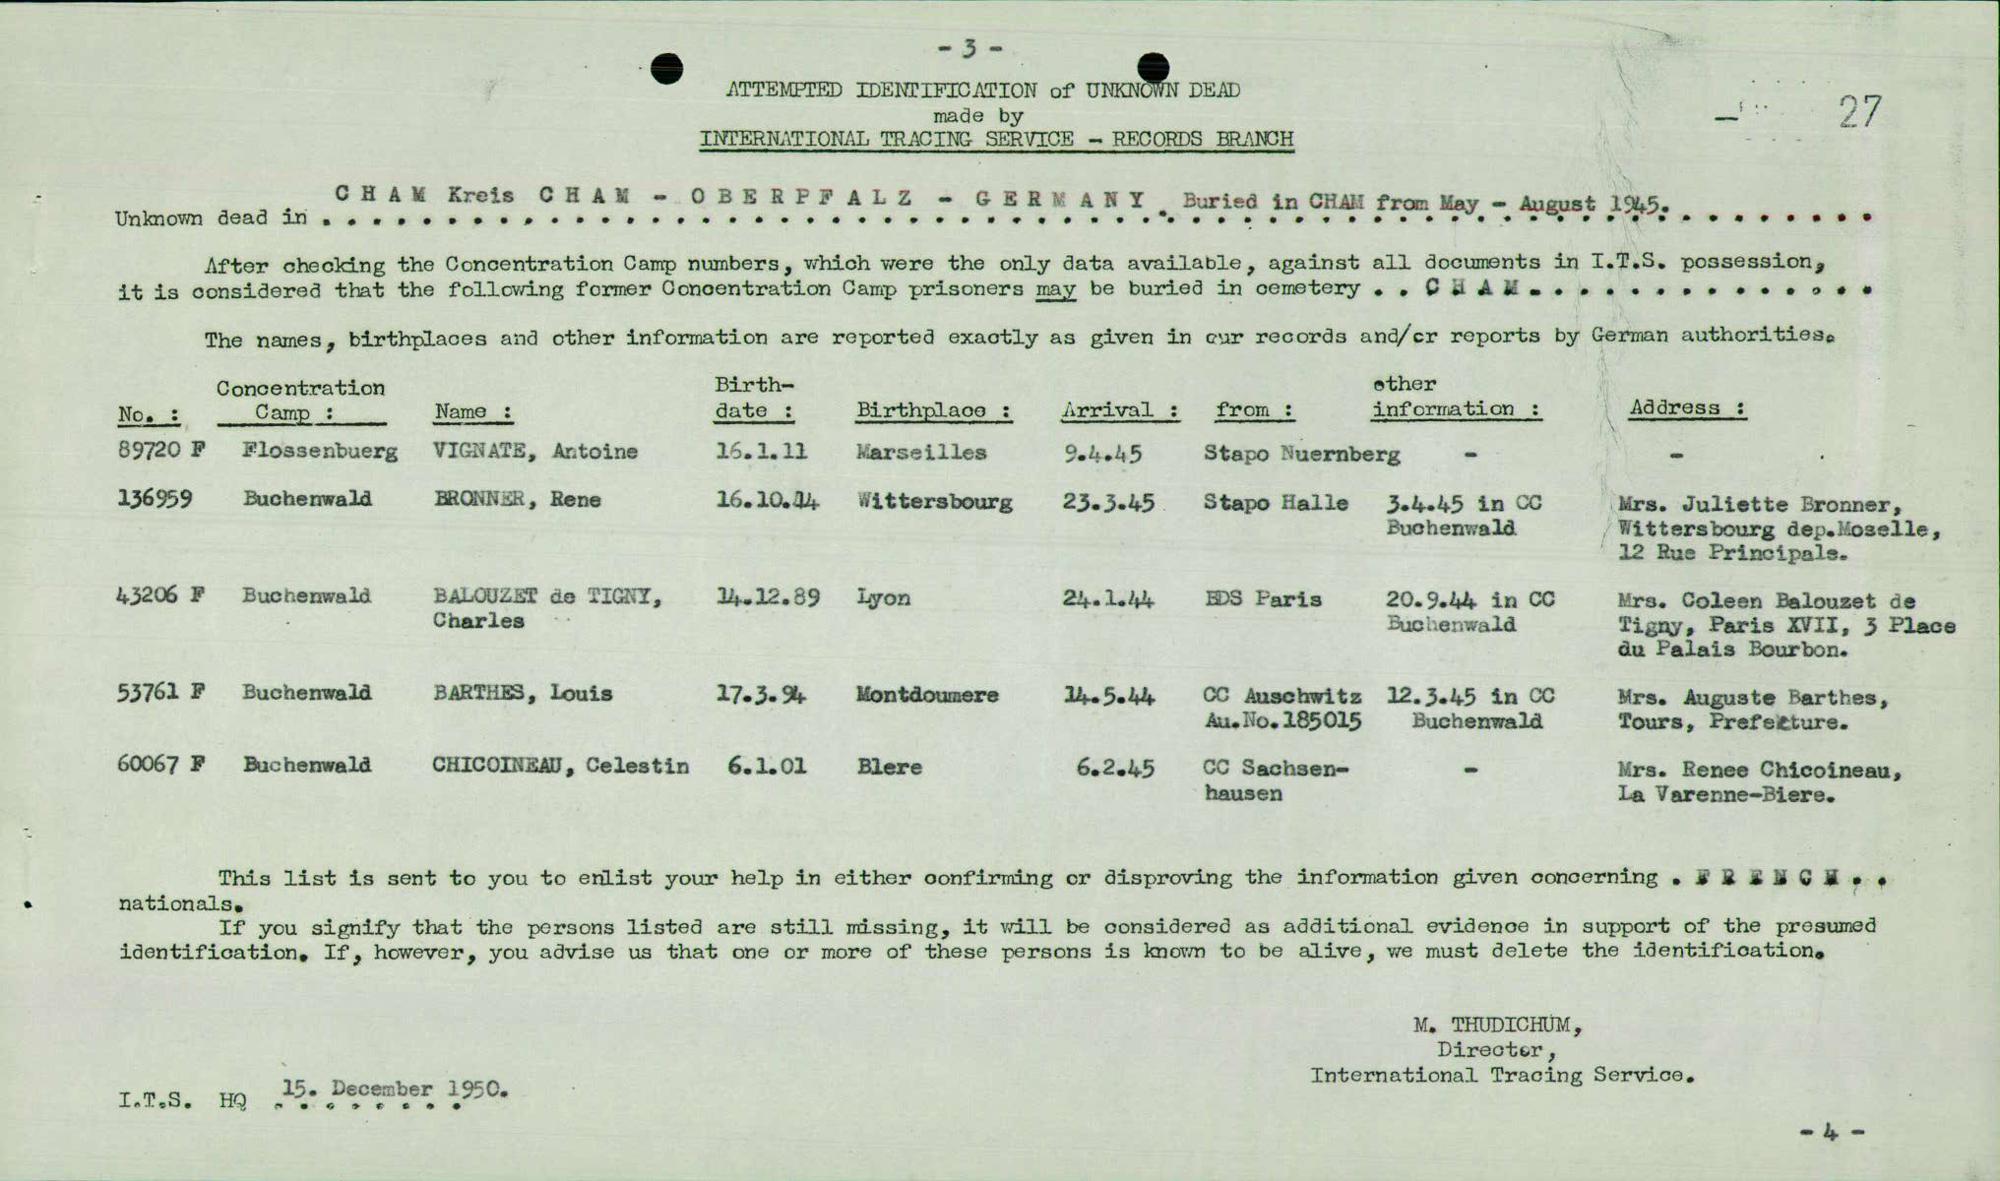 - 3 -
ATTEMPTED IDENTIFICATION of UNKNOWN DEAD
made by
INTERNATIONAL TRACING SERVICE - RECORDS BRANCH
27
CHAM Kreis CHAM - OBERPFALZ - GERMANY. Buried in CHAM from May - August 1945.
Unknown dead in
After checking the Concentration Camp numbers, which were the only data available, against all documents in I.T.S. possession,
it is considered that the following former Concentration Camp prisoners may be buried in cemetery . . CHAM. . . . . . . . . . . . . .
The names, birthplaces and other information are reported exactly as given in our records and/or reports by German authorities.
No. : Concentration Camp : Name : Birth-date : Birthplace : Arrival : from : other information : Address :
89720 F Flossenbuerg VIGNATE, Antoine 16.1.11 Marseilles 9.4.45 Stapo Nuernberg - -
136959 Buchenwald BRONNER, Rene 16.10. Wittersbourg 23.3.45 Stapo Halle 3.4.45 in CC Mrs. Juliette Bronner,
Buchenwald Wittersbourg dep.Moselle,
12 Rue Principale.
43206 F Buchenwald BALOUZET de TIGNY, 14.12.89 Lyon 24.1.44 BDS Paris 20.9.44 in CC Mrs. Coleen Balouzet de
Charles Buchenwald Tigny, Paris XVII, 3 Place
du Palais Bourbon.
53761 F Buchenwald BARTHES, Louis 17.3.94 Montdoumere 14.5.44 CC Auschwitz 12.3.45 in CC Mrs. Auguste Barthes,
Au.No.185015 Buchenwald Tours, Prefekture.
60067 F Buchenwald CHICOINEAU, Celestin 6.1.01 Blere 6.2.45 CC Sachsen- - Mrs. Renee Chicoineau,
hausen La Varenne-Biere.
This list is sent to you to enlist your help in either confirming or disproving the information given concerning . FRENCH . .
nationals.
If you signify that the persons listed are still missing, it will be considered as additional evidence in support of the presumed
identification. If, however, you advise us that one or more of these persons is known to be alive, we must delete the identification.
M. THUDICHUM,
Director,
International Tracing Service.
I.T.S. HQ 15. December 1950.
- 4 -